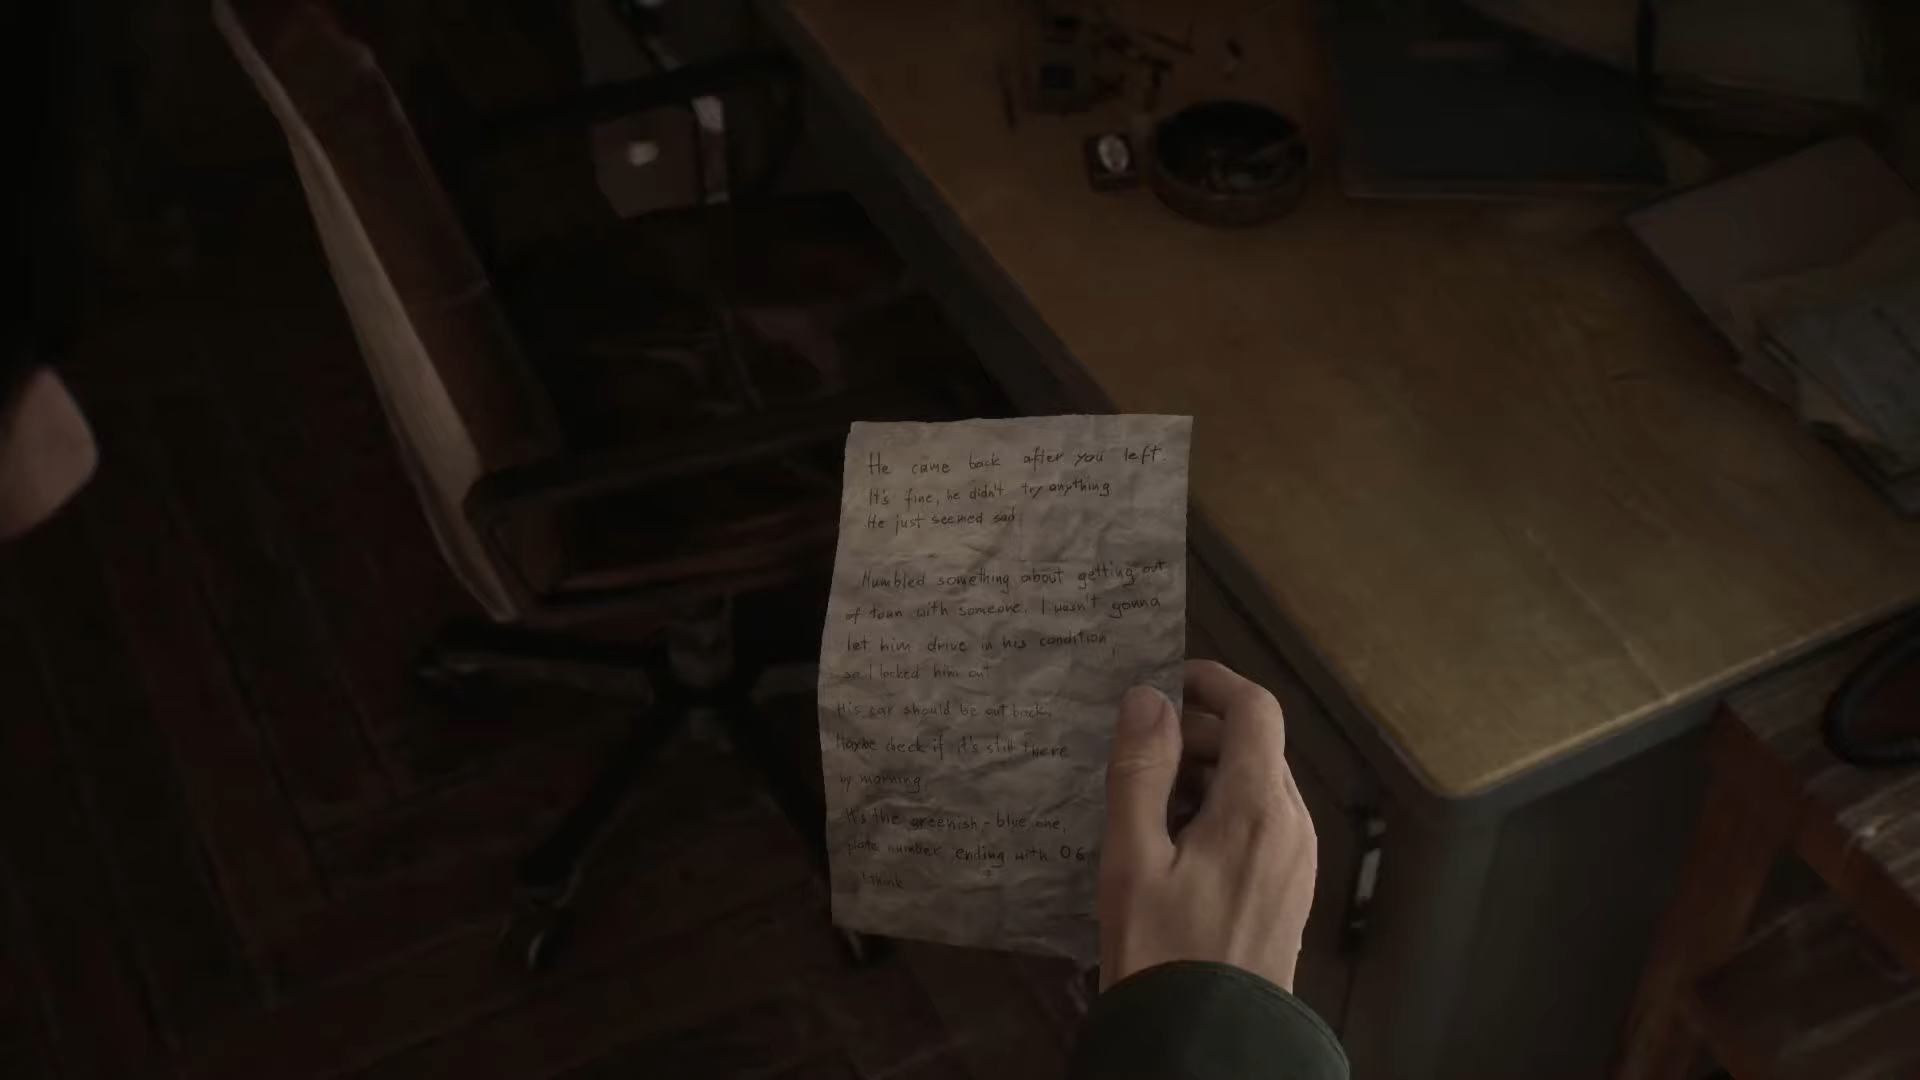 He came back after you left.
It's fine, he didn't try anything
He just seemed sad
Mumbled something about getting out
of town with someone. I wasn't gonna
let him drive in his condition,
so I locked him out
His car should be out back.
Maybe check if it's still there
by morning.
It's the greenish-blue one,
plate number ending with 06
I think